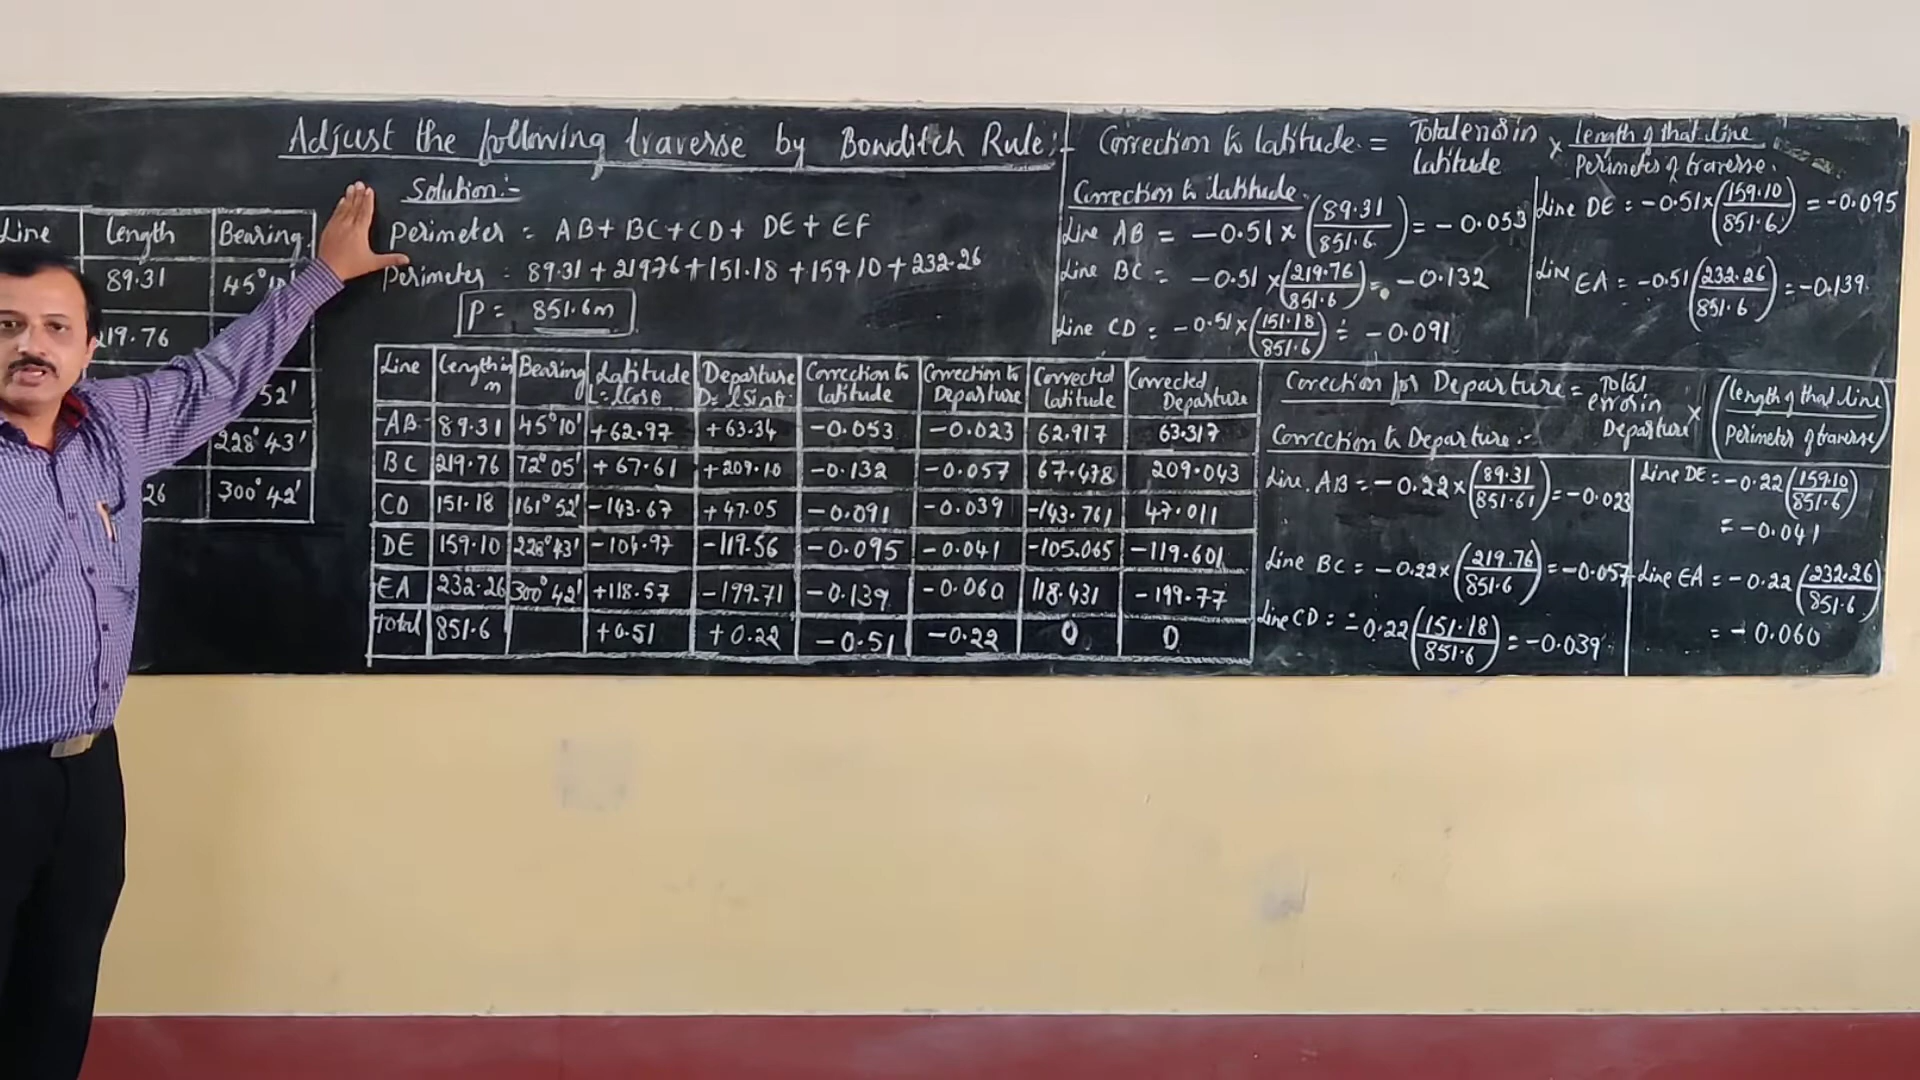 Adjust the following traverse by Bowditch Rule:-
Line Length Bearing
89.31 45°10'
219.76
52'
228°43'
26 300°42'
Solution:-
Perimeter = AB + BC + CD + DE + EF
Perimeter = 89.31 + 219.76 + 151.18 + 159.10 + 232.26
P = 851.6m
Line Length in m Bearing Latitude L=lcosθ Departure D=lsinθ Correction to latitude Correction to Departure Corrected latitude Corrected Departure
AB 89.31 45°10' +62.97 +63.34 -0.053 -0.023 62.917 63.317
BC 219.76 72°05' +67.61 +209.10 -0.132 -0.057 67.478 209.043
CD 151.18 161°52' -143.67 +47.05 -0.091 -0.039 -143.761 47.011
DE 159.10 228°43' -104.97 -119.56 -0.095 -0.041 -105.065 -119.601
EA 232.26 300°42' +118.57 -199.71 -0.139 -0.060 118.431 -199.77
Total 851.6 +0.51 +0.22 -0.51 -0.22 0 0
Correction to latitude = Total error in latitude × length of that line / Perimeter of traverse.
Correction to latitude.
Line AB = -0.51 × (89.31 / 851.6) = -0.053
Line BC = -0.51 × (219.76 / 851.6) = -0.132
Line CD = -0.51 × (151.18 / 851.6) = -0.091
Line DE = -0.51 × (159.10 / 851.6) = -0.095
Line EA = -0.51 (232.26 / 851.6) = -0.139
Correction for Departure = Total error in Departure × (length of that line / Perimeter of traverse)
Correction to Departure:-
Line. AB = -0.22 × (89.31 / 851.61) = -0.023
Line BC = -0.22 × (219.76 / 851.6) = -0.057
Line CD = -0.22 (151.18 / 851.6) = -0.039
Line DE = -0.22 (159.10 / 851.6)
= -0.041
Line EA = -0.22 (232.26 / 851.6)
= -0.060